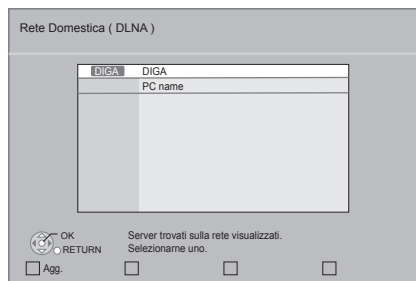 Rete Domestica ( DLNA )
DIGA DIGA
PC name
OK
RETURN
Server trovati sulla rete visualizzati.
Selezionarne uno.
Agg.